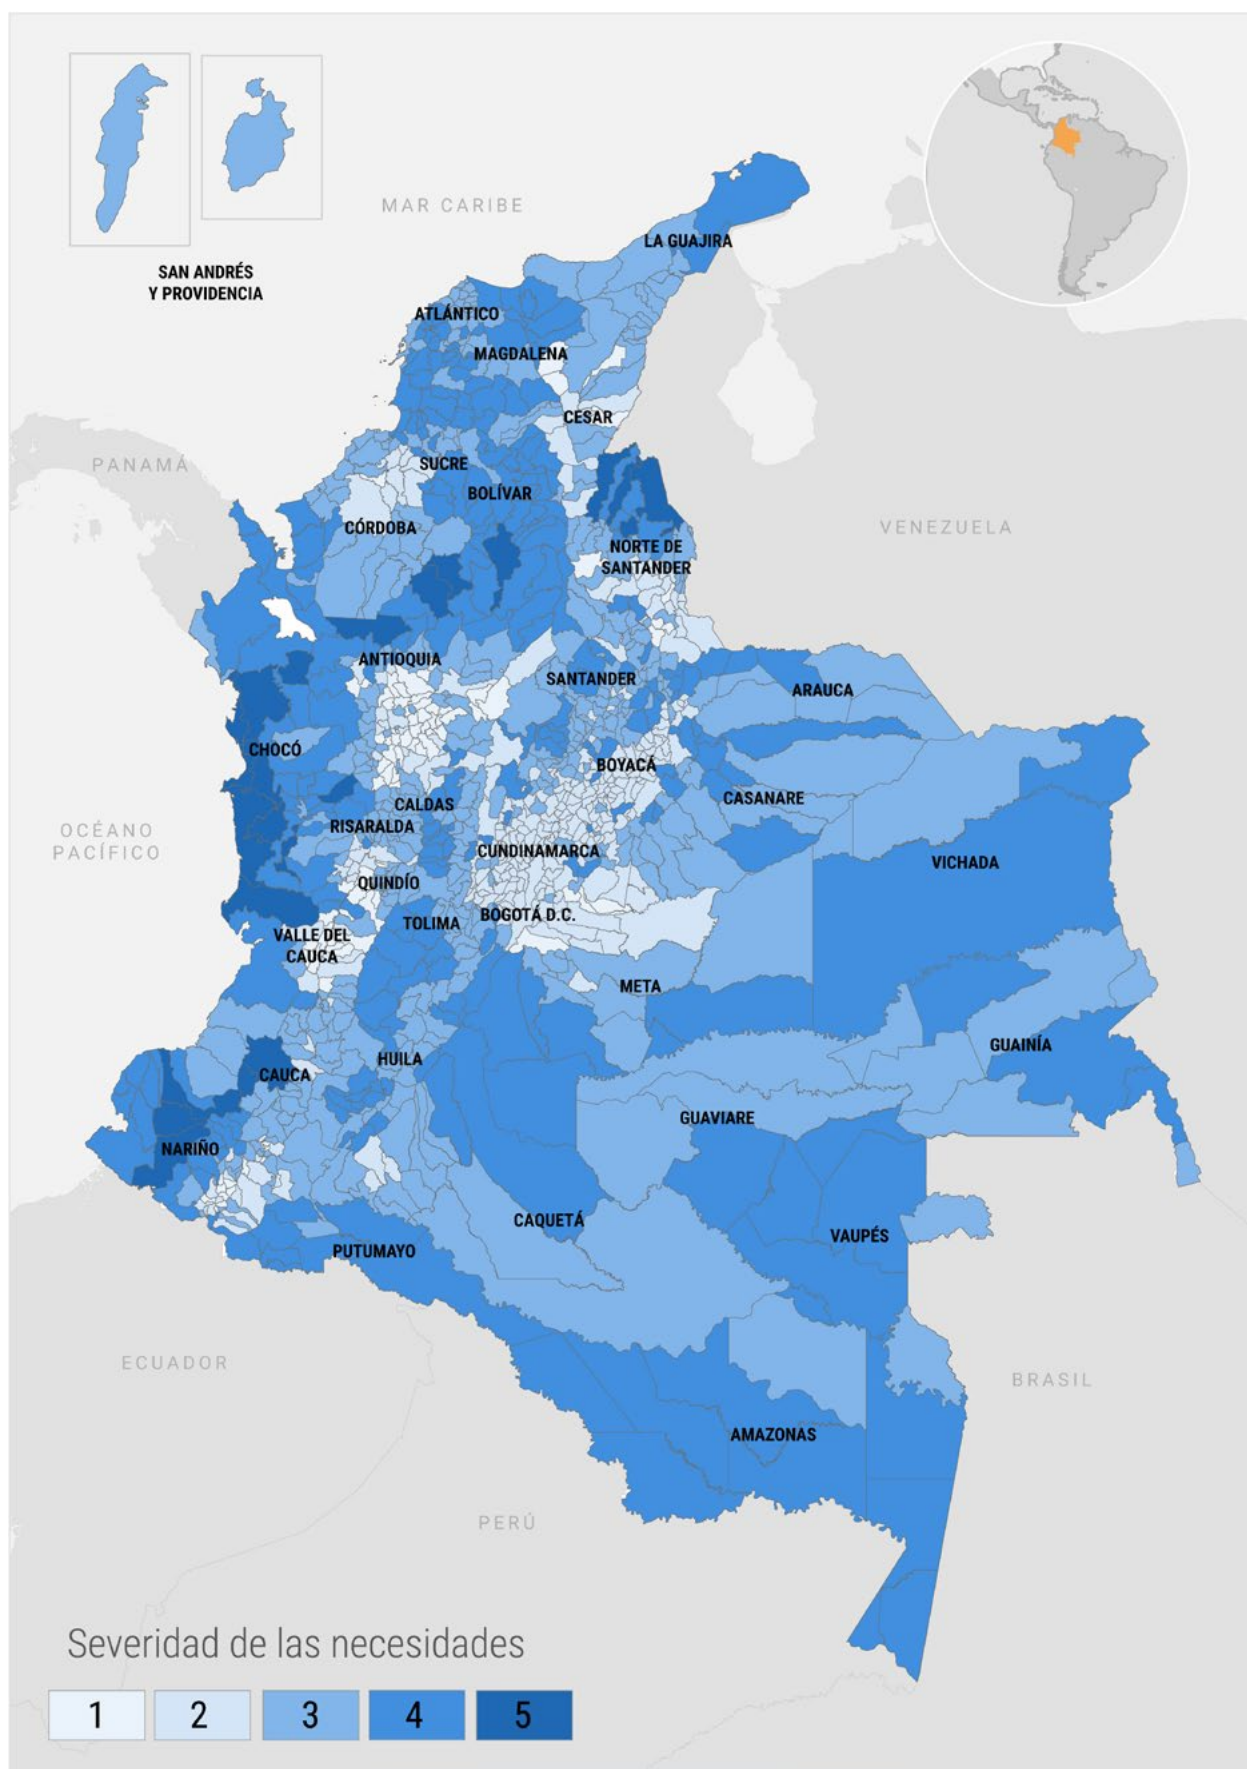 MAR CARIBE
LA GUAJIRA
SAN ANDRÉS
Y PROVIDENCIA
ATLÁNTICO
MAGDALENA
CESAR
PANAMÁ
SUCRE
BOLÍVAR
CÓRDOBA
VENEZUELA
NORTE DE
SANTANDER
ANTIOQUIA
SANTANDER
ARAUCA
CHOCÓ
BOYACÁ
CASANARE
CALDAS
OCÉANO
PACÍFICO
RISARALDA
CUNDINAMARCA
VICHADA
QUINDÍO
BOGOTÁ D.C.
TOLIMA
VALLE DEL
CAUCA
META
GUAINÍA
HUILA
CAUCA
GUAVIARE
NARIÑO
CAQUETÁ
VAUPÉS
PUTUMAYO
ECUADOR
BRASIL
AMAZONAS
PERÚ
Severidad de las necesidades
1 2 3 4 5